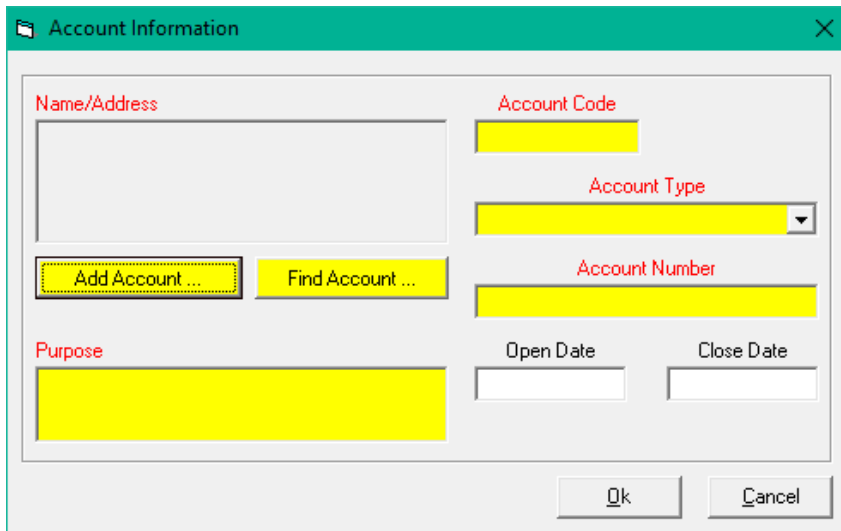 Account Information
Name/Address
Account Code
Account Type
Add Account ...
Find Account ...
Account Number
Purpose
Open Date
Close Date
Ok
Cancel